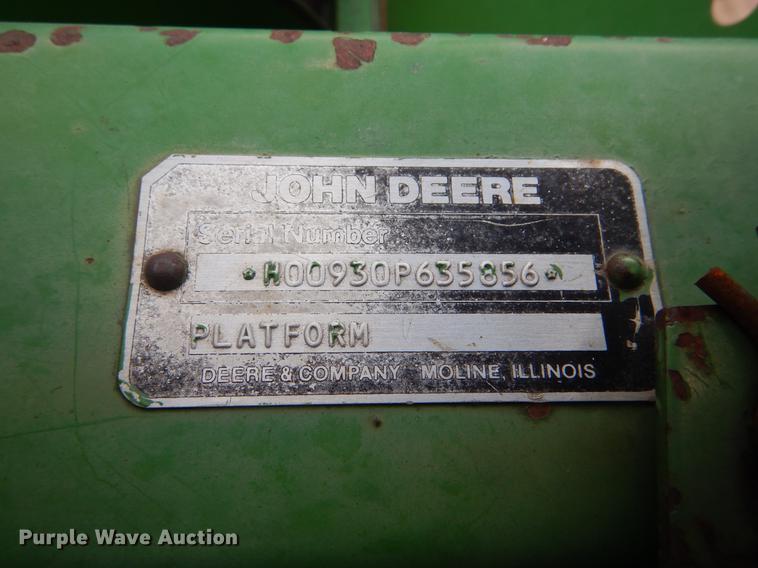 JOHN DEERE
Serial Number
*H00930P635856*
PLATFORM
DEERE & COMPANY MOLINE, ILLINOIS
Purple Wave Auction